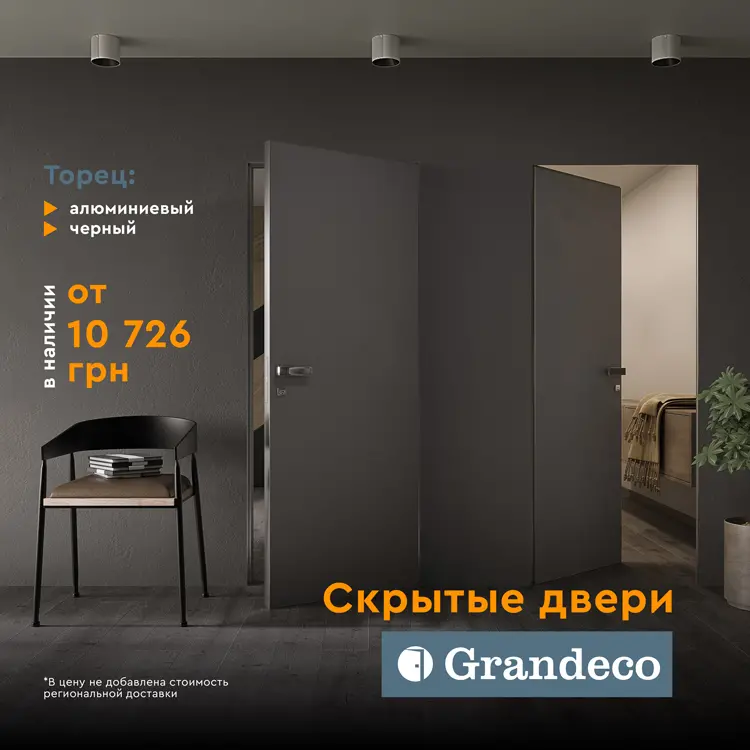 Торец:
алюминиевый
черный
в наличии
от
10 726
грн
Скрытые двери
Grandeco
*В цену не добавлена стоимость
региональной доставки